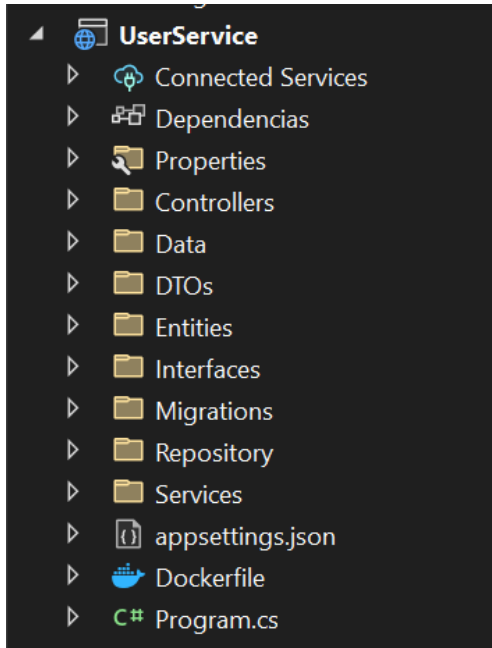 UserService
Connected Services
Dependencias
Properties
Controllers
Data
DTOs
Entities
Interfaces
Migrations
Repository
Services
appsettings.json
Dockerfile
C# Program.cs